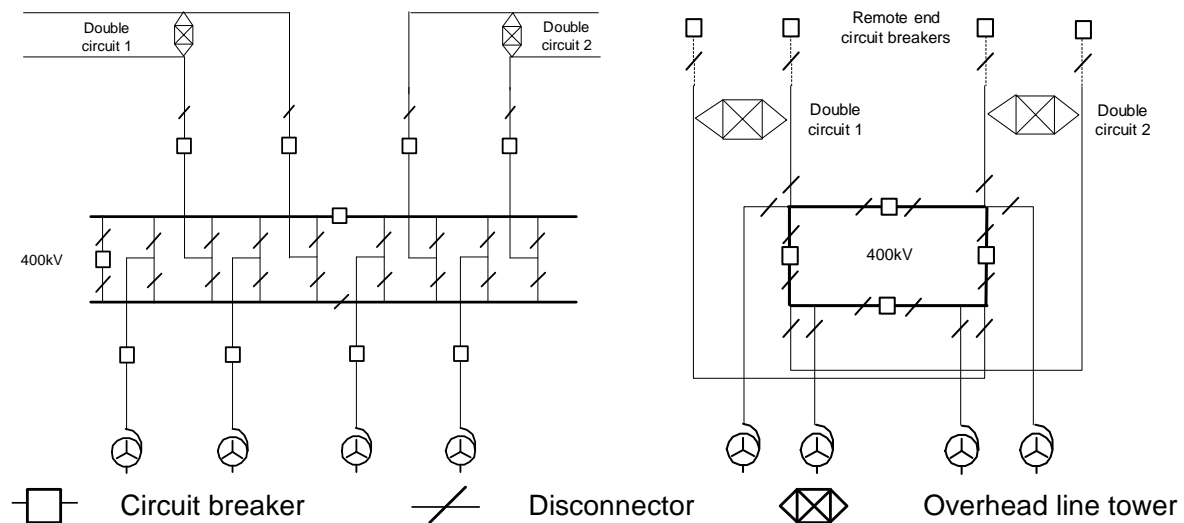 Double
circuit 1
Double
circuit 2
400kV
Remote end
circuit breakers
Double
circuit 1
Double
circuit 2
400kV
Circuit breaker
Disconnector
Overhead line tower